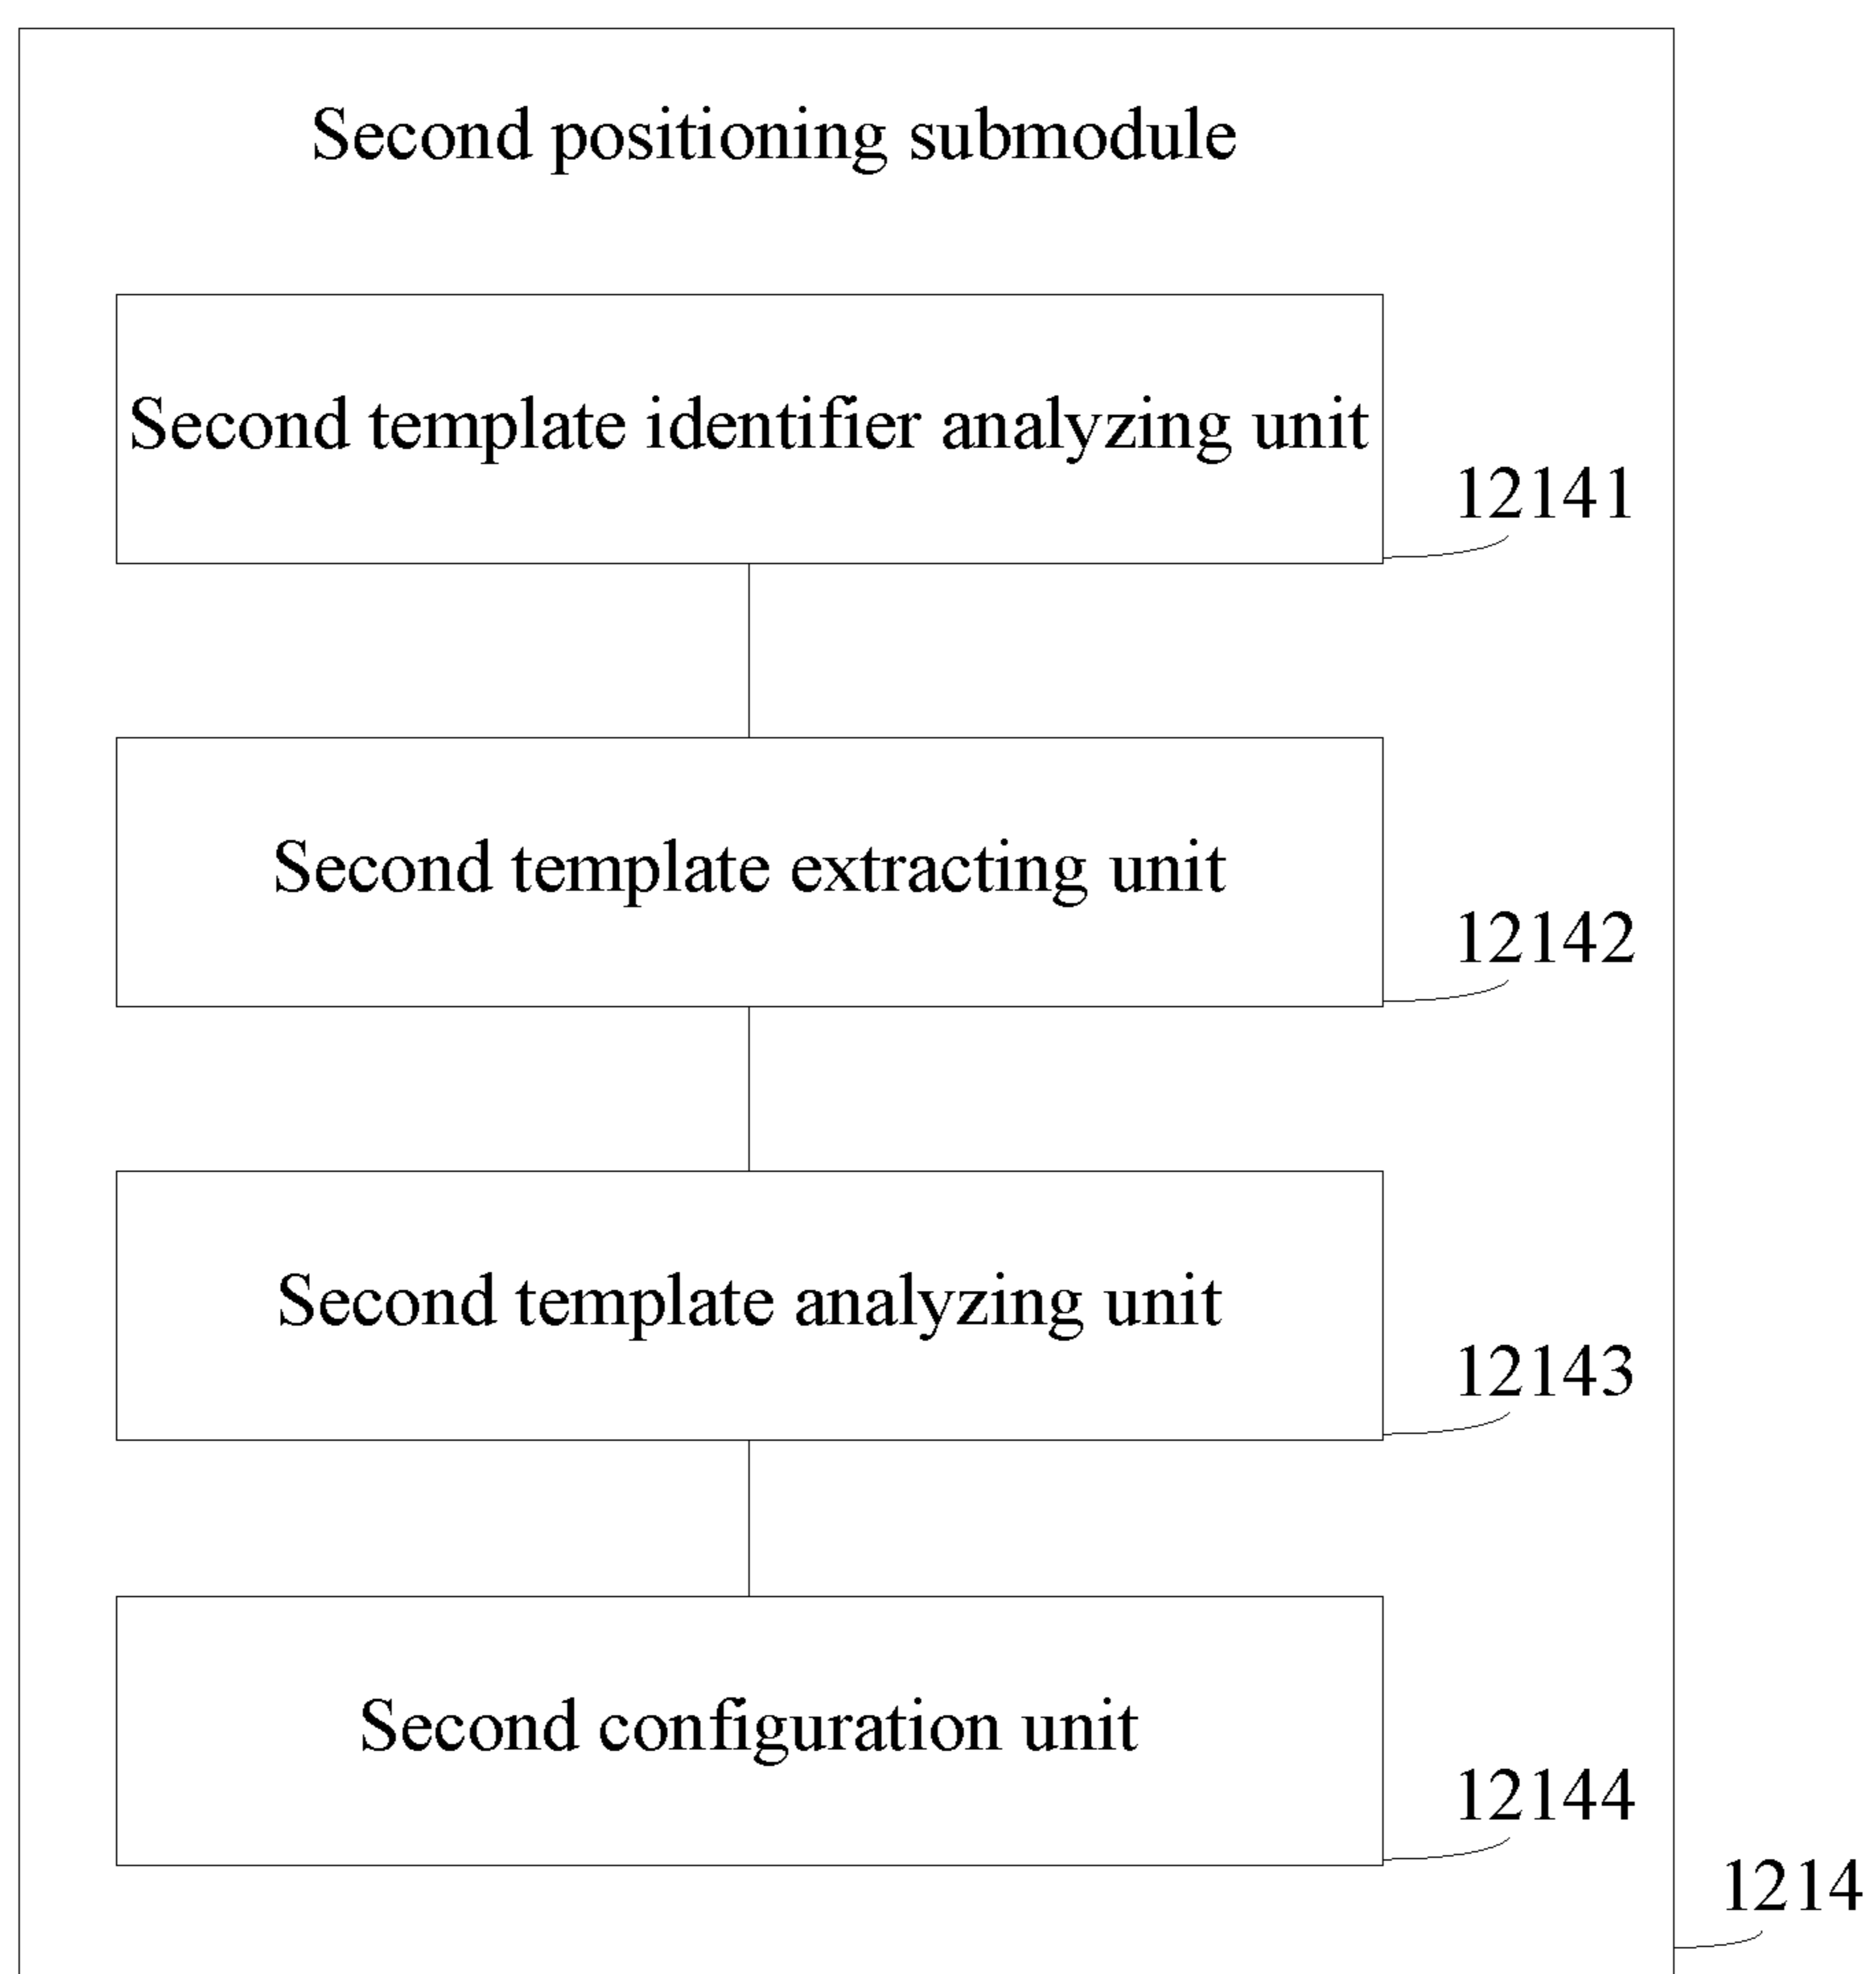 Second positioning submodule
Second template identifier analyzing unit
12141
Second template extracting unit
12142
Second template analyzing unit
12143
Second configuration unit
12144
1214